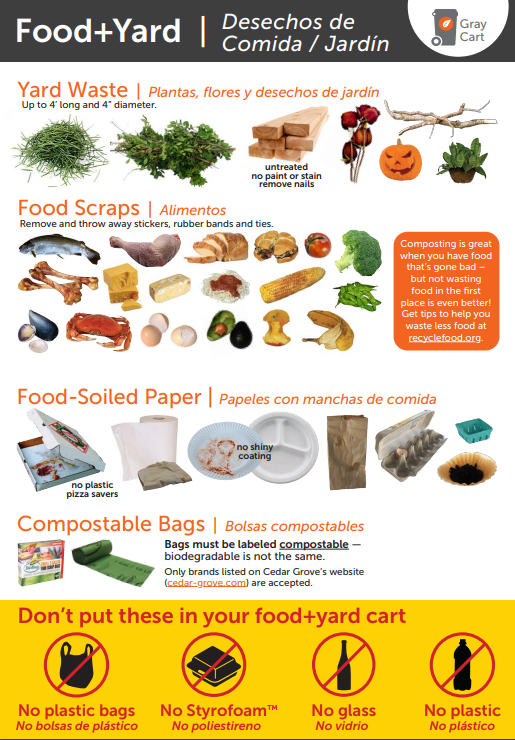 Food+Yard | Desechos de
Comida / Jardín
Gray
Cart
Yard Waste | Plantas, flores y desechos de jardín
Up to 4' long and 4" diameter.
untreated
no paint or stain
remove nails
Food Scraps | Alimentos
Remove and throw away stickers, rubber bands and ties.
Composting is great
when you have food
that's gone bad –
but not wasting
food in the first
place is even better!
Get tips to help you
waste less food at
recyclefood.org.
Food-Soiled Paper | Papeles con manchas de comida
no shiny
coating
no plastic
pizza savers
Compostable Bags | Bolsas compostables
Bags must be labeled compostable —
biodegradable is not the same.
Only brands listed on Cedar Grove's website
(cedar-grove.com) are accepted.
Don't put these in your food+yard cart
No plastic bags
No bolsas de plástico
No Styrofoam™
No poliestireno
No glass
No vidrio
No plastic
No plástico